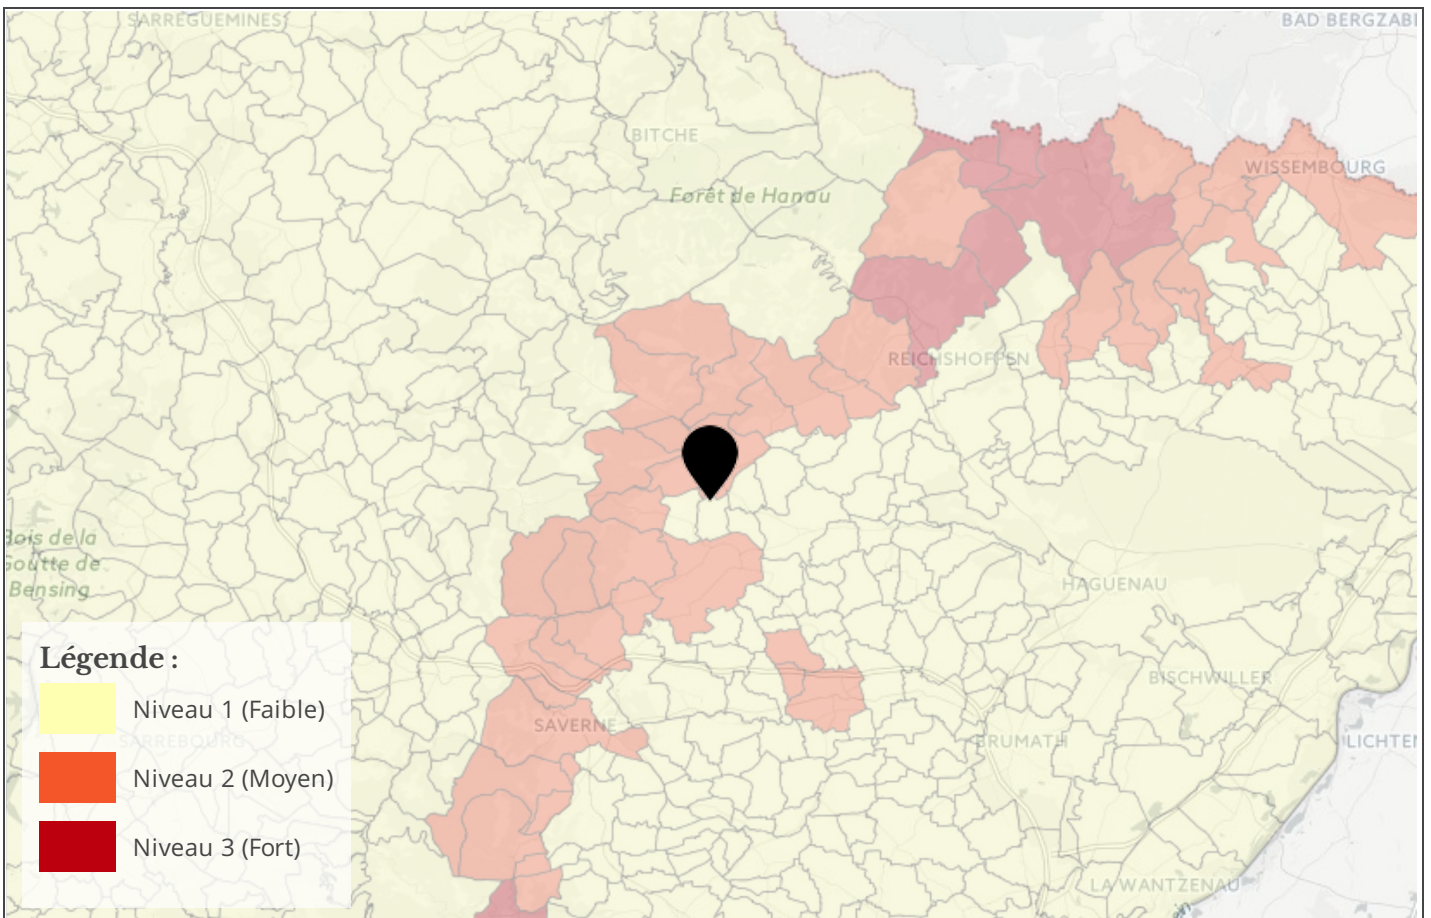 SARREGUEMINES
BAD BERGZAB
BITCHE
Forêt de Hanau
WISSEMBOURG
REICHSHOFFEN
Bois de la
Goutte de
Bensing
HAGUENAU
BISCHWILLER
SAVERNE
BRUMATH
LICHTEN
LA WANTZENAU
Légende :
Niveau 1 (Faible)
SARREBOURG
Niveau 2 (Moyen)
Niveau 3 (Fort)